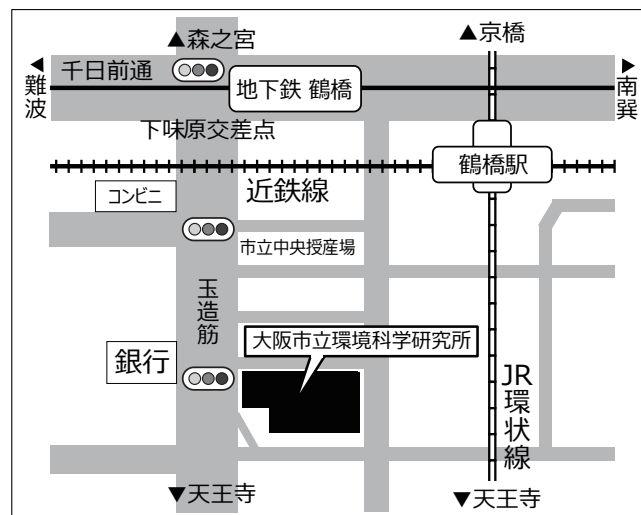 ▲森之宮
▲京橋
千日前通
▲
難波
地下鉄 鶴橋
▲
南巽
下味原交差点
鶴橋駅
コンビニ
近鉄線
市立中央授産場
玉造筋
大阪市立環境科学研究所
銀行
JR環状線
▼天王寺
▼天王寺